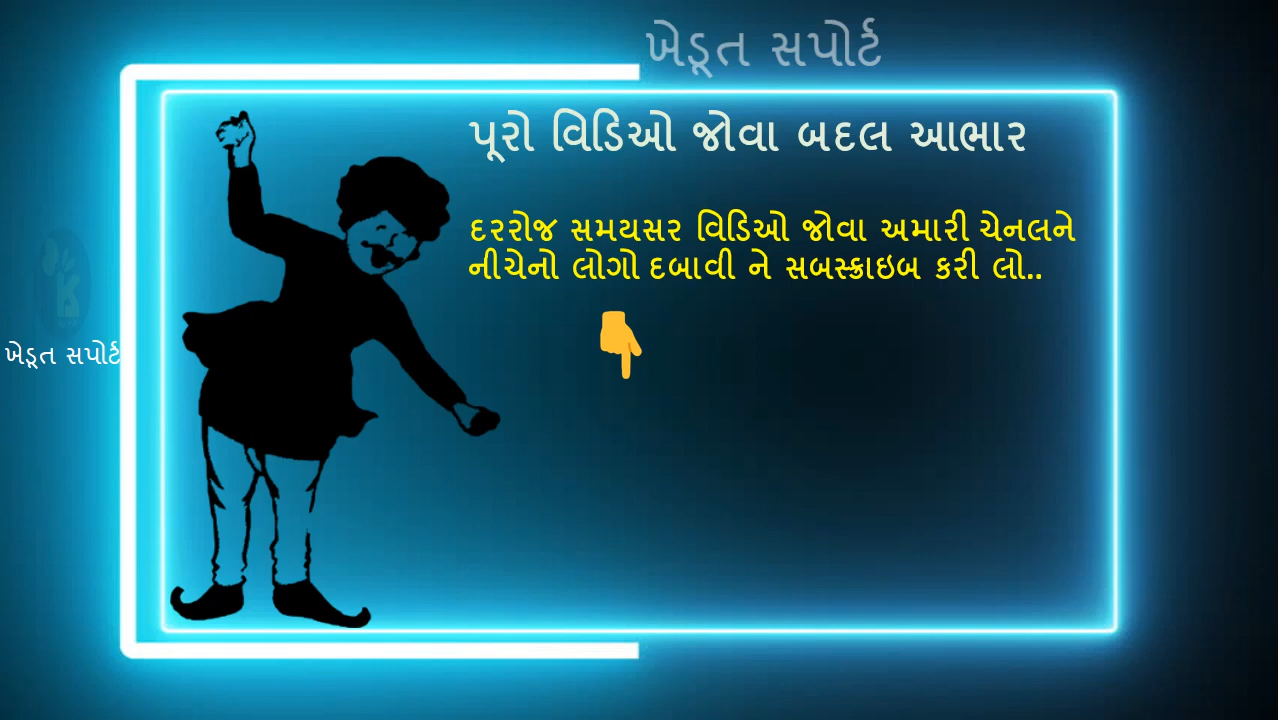 ખેડૂત સપોર્ટ
પૂરો વિડિઓ જોવા બદલ આભાર
દરરોજ સમયસર વિડિઓ જોવા અમારી ચેનલને
નીચેનો લોગો દબાવી ને સબસ્ક્રાઇબ કરી લો..
ખેડૂત સપોર્ટ